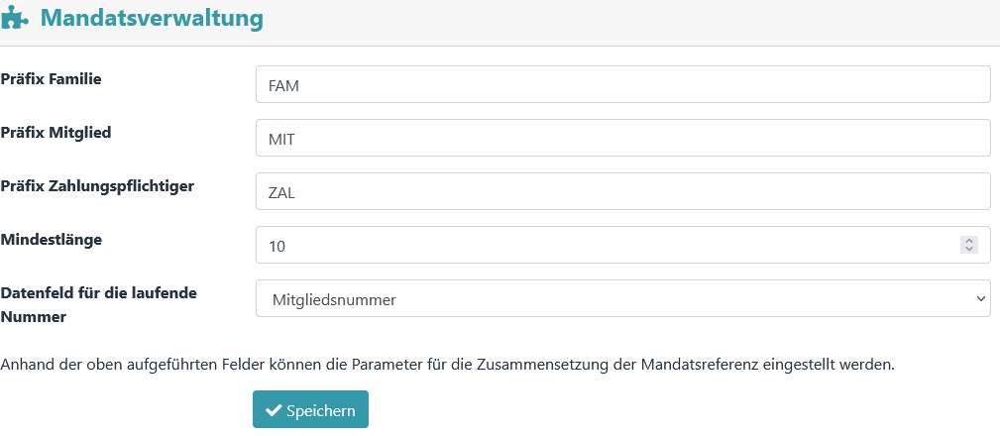 Mandatsverwaltung
Präfix Familie
FAM
Präfix Mitglied
MIT
Präfix Zahlungspflichtiger
ZAL
Mindestlänge
10
Datenfeld für die laufende
Nummer
Mitgliedsnummer
Anhand der oben aufgeführten Felder können die Parameter für die Zusammensetzung der Mandatsreferenz eingestellt werden.
Speichern